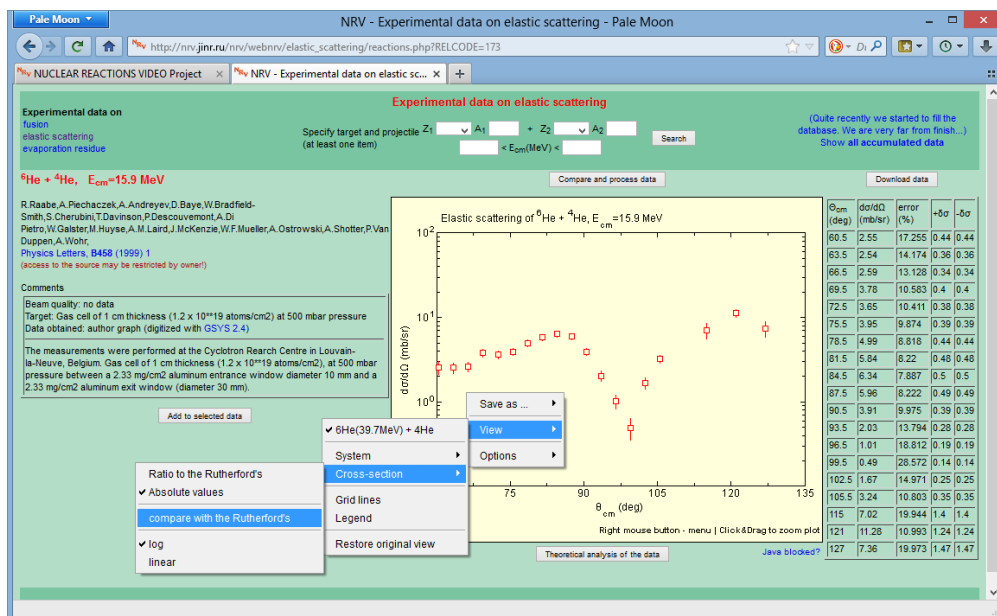 Pale Moon
NRV - Experimental data on elastic scattering - Pale Moon
http://nrv.jinr.ru/nrv/webnrv/elastic_scattering/reactions.php?RELCODE=173
NRV NUCLEAR REACTIONS VIDEO Project ×
NRV NRV - Experimental data on elastic sc... ×
+
Experimental data on elastic scattering
Experimental data on
fusion
elastic scattering
evaporation residue
Specify target and projectile Z1 A1 + Z2 A2
(at least one item)
< Ecm(MeV) <
Search
(Quite recently we started to fill the
database. We are very far from finish...)
Show all accumulated data
⁶He + ⁴He, Ecm=15.9 MeV
Compare and process data
Download data
R.Raabe,A.Piechaczek,A.Andreyev,D.Baye,W.Bradfield-
Smith,S.Cherubini,T.Davinson,P.Descouvemont,A.Di
Pietro,W.Galster,M.Huyse,A.M.Laird,J.McKenzie,W.F.Mueller,A.Ostrowski,A.Shotter,P.Van
Duppen,A.Wohr,
Physics Letters, B458 (1999) 1
(access to the source may be restricted by owner!)
Comments
Beam quality: no data
Target: Gas cell of 1 cm thickness (1.2 x 10**19 atoms/cm2) at 500 mbar pressure
Data obtained: author graph (digitized with GSYS 2.4)
The measurements were performed at the Cyclotron Rearch Centre in Louvain-
la-Neuve, Belgium. Gas cell of 1 cm thickness (1.2 x 10**19 atoms/cm2), at 500 mbar
pressure between a 2.33 mg/cm2 aluminum entrance window diameter 10 mm and a
2.33 mg/cm2 aluminum exit window (diameter 30 mm).
Add to selected data
Elastic scattering of ⁶He + ⁴He, Ecm=15.9 MeV
10²
10¹
10⁰
dσ/dΩ (mb/sr)
75 90 105 120 135
θcm (deg)
Right mouse button - menu | Click&Drag to zoom plot
Save as ...
View
Options
✓ 6He(39.7MeV) + 4He
System
Cross-section
Grid lines
Legend
Restore original view
Ratio to the Rutherford's
✓ Absolute values
compare with the Rutherford's
✓ log
linear
Theoretical analysis of the data
Java blocked?
Θcm (deg) dσ/dΩ (mb/sr) error (%) +δσ -δσ
60.5 2.55 17.255 0.44 0.44
63.5 2.54 14.174 0.36 0.36
66.5 2.59 13.128 0.34 0.34
69.5 3.78 10.583 0.4 0.4
72.5 3.65 10.411 0.38 0.38
75.5 3.95 9.874 0.39 0.39
78.5 4.99 8.818 0.44 0.44
81.5 5.84 8.22 0.48 0.48
84.5 6.34 7.887 0.5 0.5
87.5 5.96 8.222 0.49 0.49
90.5 3.91 9.975 0.39 0.39
93.5 2.03 13.794 0.28 0.28
96.5 1.01 18.812 0.19 0.19
99.5 0.49 28.572 0.14 0.14
102.5 1.67 14.971 0.25 0.25
105.5 3.24 10.803 0.35 0.35
115 7.02 19.944 1.4 1.4
121 11.28 10.993 1.24 1.24
127 7.36 19.973 1.47 1.47